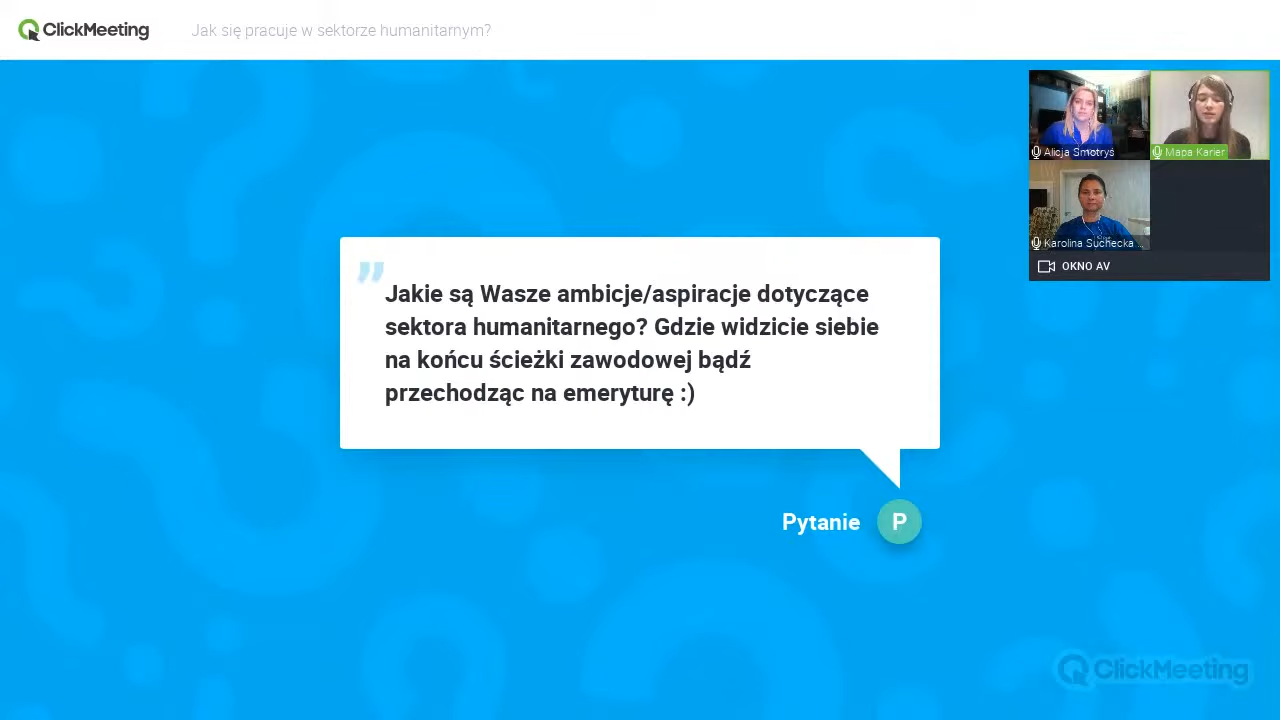 ClickMeeting
Jak się pracuje w sektorze humanitarnym?
Alicja Smotryś
Mapa Karier
Karolina Suchecka ...
OKNO AV
”
Jakie są Wasze ambicje/aspiracje dotyczące
sektora humanitarnego? Gdzie widzicie siebie
na końcu ścieżki zawodowej bądź
przechodząc na emeryturę :)
Pytanie P
ClickMeeting